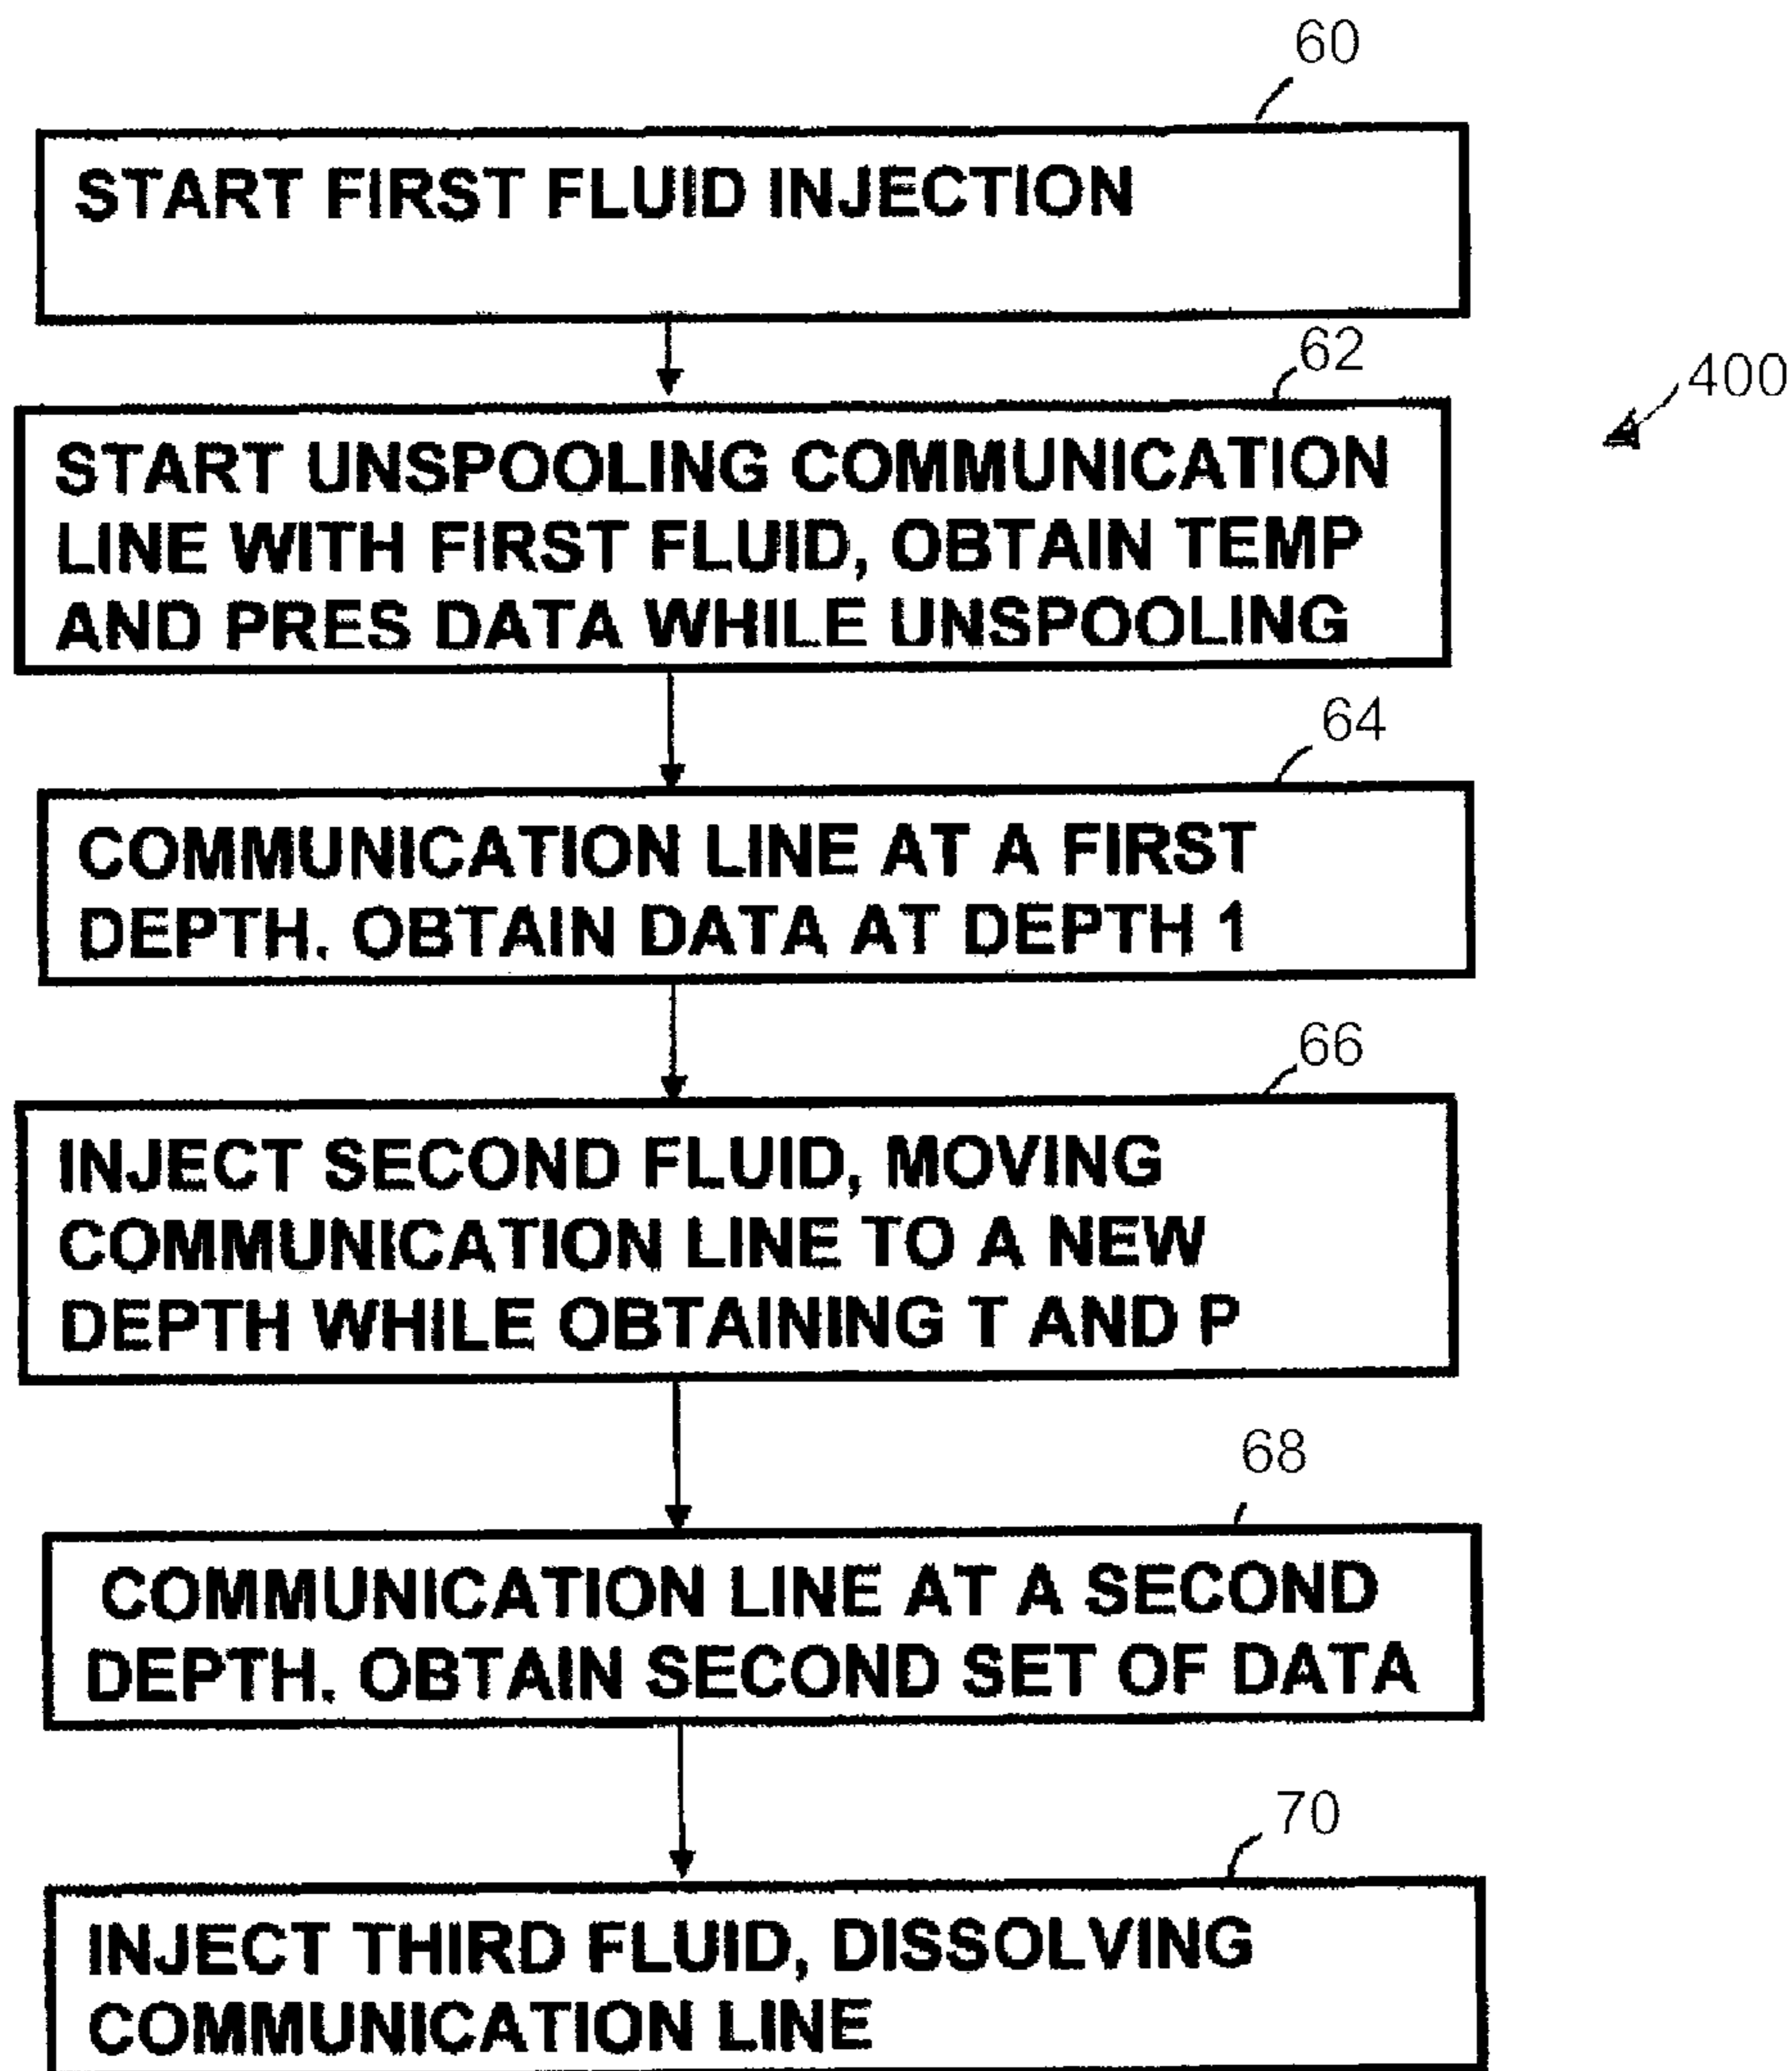 60
START FIRST FLUID INJECTION
62
400
START UNSPOOLING COMMUNICATION
LINE WITH FIRST FLUID, OBTAIN TEMP
AND PRES DATA WHILE UNSPOOLING
64
COMMUNICATION LINE AT A FIRST
DEPTH. OBTAIN DATA AT DEPTH 1
66
INJECT SECOND FLUID, MOVING
COMMUNICATION LINE TO A NEW
DEPTH WHILE OBTAINING T AND P
68
COMMUNICATION LINE AT A SECOND
DEPTH. OBTAIN SECOND SET OF DATA
70
INJECT THIRD FLUID, DISSOLVING
COMMUNICATION LINE